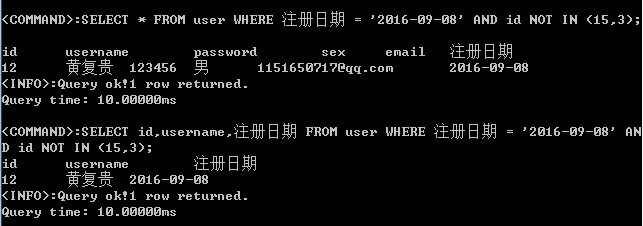 <COMMAND>:SELECT * FROM user WHERE 注册日期 = '2016-09-08' AND id NOT IN (15,3);
id username password sex email 注册日期
12 黄复贵 123456 男 1151650717@qq.com 2016-09-08
<INFO>:Query ok!1 row returned.
Query time: 10.00000ms
<COMMAND>:SELECT id,username,注册日期 FROM user WHERE 注册日期 = '2016-09-08' AN
D id NOT IN (15,3);
id username 注册日期
12 黄复贵 2016-09-08
<INFO>:Query ok!1 row returned.
Query time: 10.00000ms